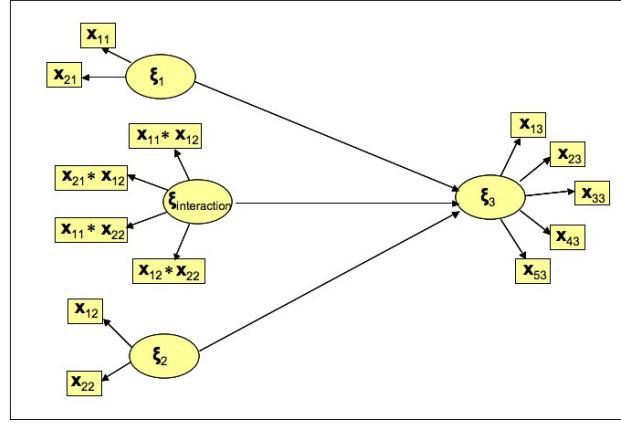 x₁₁
x₂₁
ξ₁
x₁₁* x₁₂
x₂₁* x₁₂
ξinteraction
x₁₁* x₂₂
x₁₂*x₂₂
x₁₂
ξ₂
x₂₂
x₁₃
x₂₃
ξ₃
x₃₃
x₄₃
x₅₃